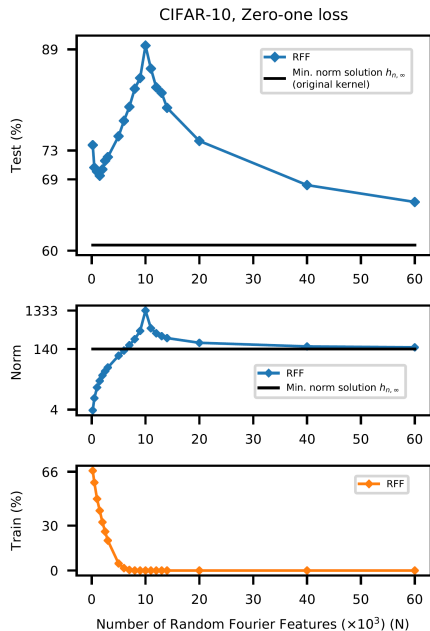 CIFAR-10, Zero-one loss
89
73
69
60
Test (%)
RFF
Min. norm solution h_{n,∞}
(original kernel)
0 10 20 30 40 50 60
1333
140
4
Norm
RFF
Min. norm solution h_{n,∞}
0 10 20 30 40 50 60
66
30
0
Train (%)
RFF
0 10 20 30 40 50 60
Number of Random Fourier Features (×10³) (N)